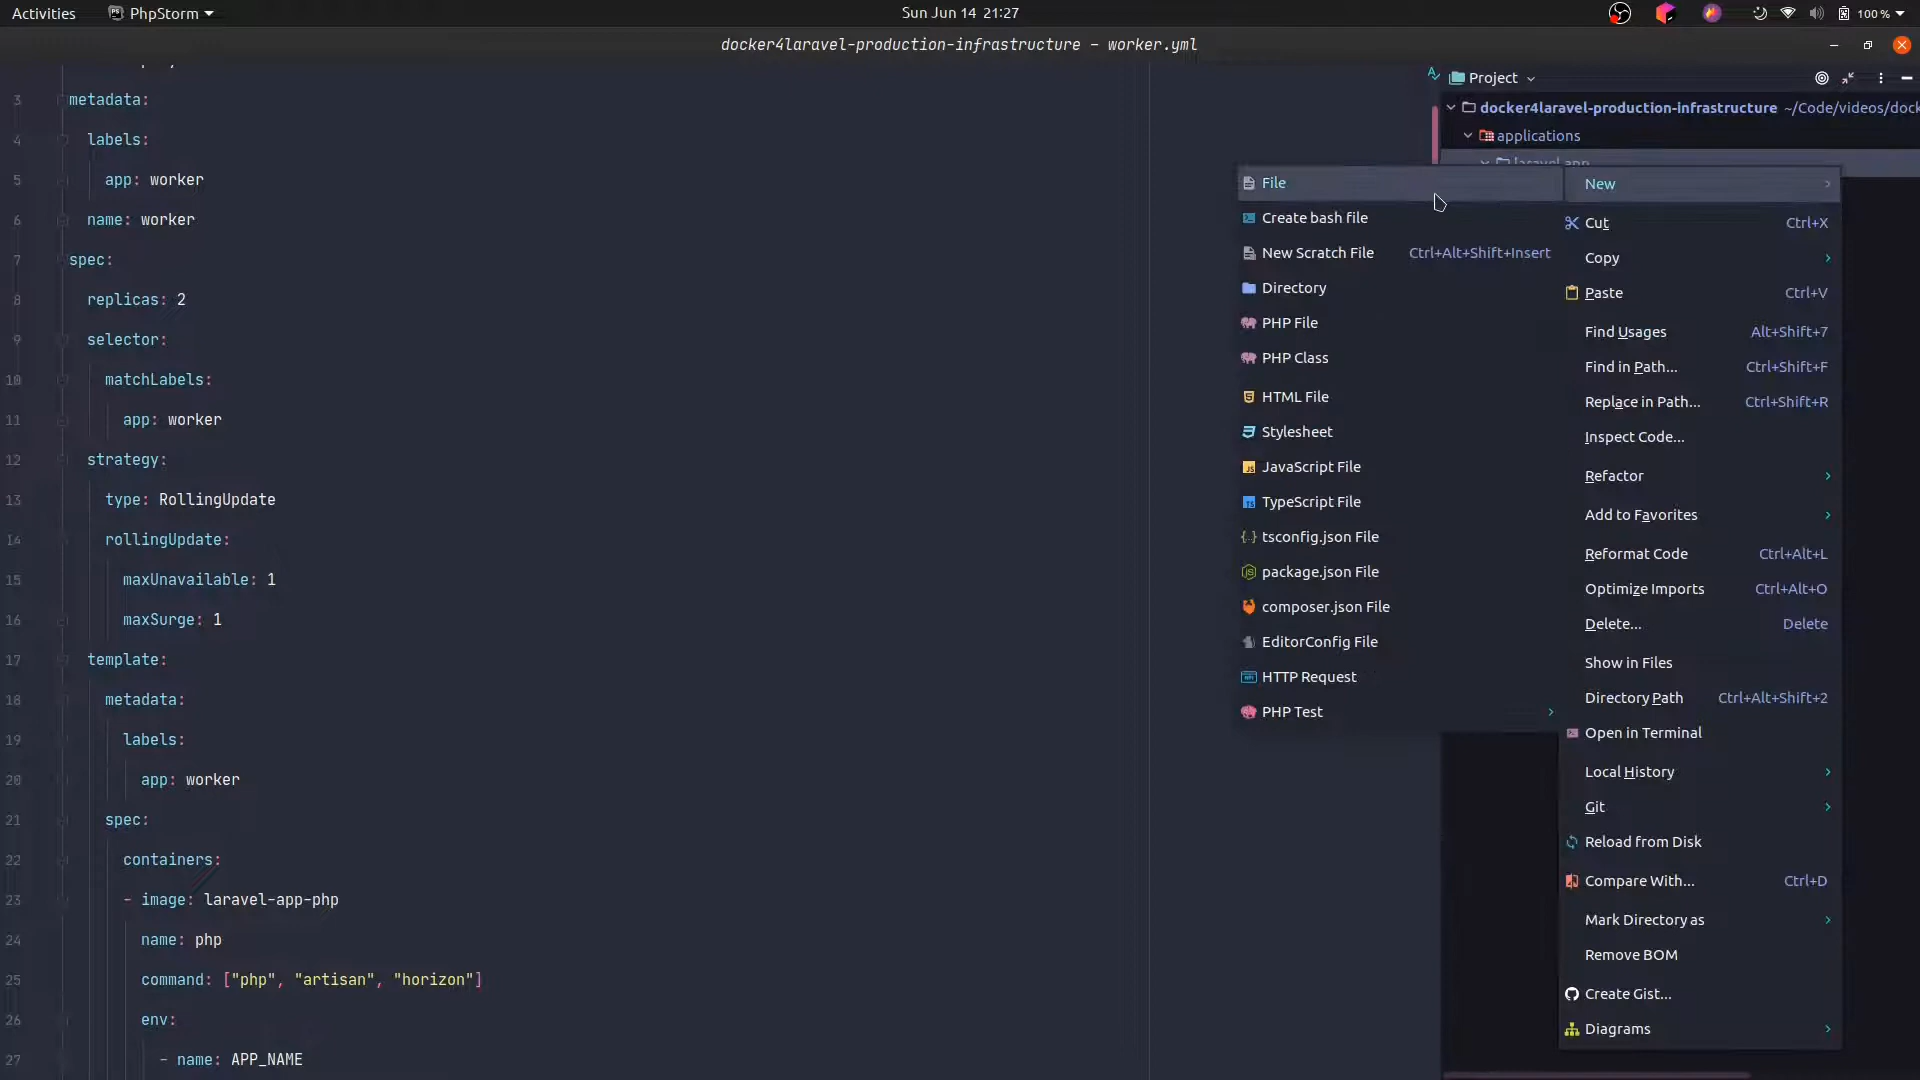 Activities
PhpStorm
Sun Jun 14 21:27
100 %
docker4laravel-production-infrastructure – worker.yml
3 metadata:
4 labels:
5 app: worker
6 name: worker
7 spec:
8 replicas: 2
9 selector:
10 matchLabels:
11 app: worker
12 strategy:
13 type: RollingUpdate
14 rollingUpdate:
15 maxUnavailable: 1
16 maxSurge: 1
17 template:
18 metadata:
19 labels:
20 app: worker
21 spec:
22 containers:
23 - image: laravel-app-php
24 name: php
25 command: ["php", "artisan", "horizon"]
26 env:
27 - name: APP_NAME
Project
docker4laravel-production-infrastructure ~/Code/videos/dock
applications
laravel app
File
Create bash file
New Scratch File Ctrl+Alt+Shift+Insert
Directory
PHP File
PHP Class
HTML File
Stylesheet
JavaScript File
TypeScript File
tsconfig.json File
package.json File
composer.json File
EditorConfig File
HTTP Request
PHP Test
New
Cut Ctrl+X
Copy
Paste Ctrl+V
Find Usages Alt+Shift+7
Find in Path... Ctrl+Shift+F
Replace in Path... Ctrl+Shift+R
Inspect Code...
Refactor
Add to Favorites
Reformat Code Ctrl+Alt+L
Optimize Imports Ctrl+Alt+O
Delete... Delete
Show in Files
Directory Path Ctrl+Alt+Shift+2
Open in Terminal
Local History
Git
Reload from Disk
Compare With... Ctrl+D
Mark Directory as
Remove BOM
Create Gist...
Diagrams